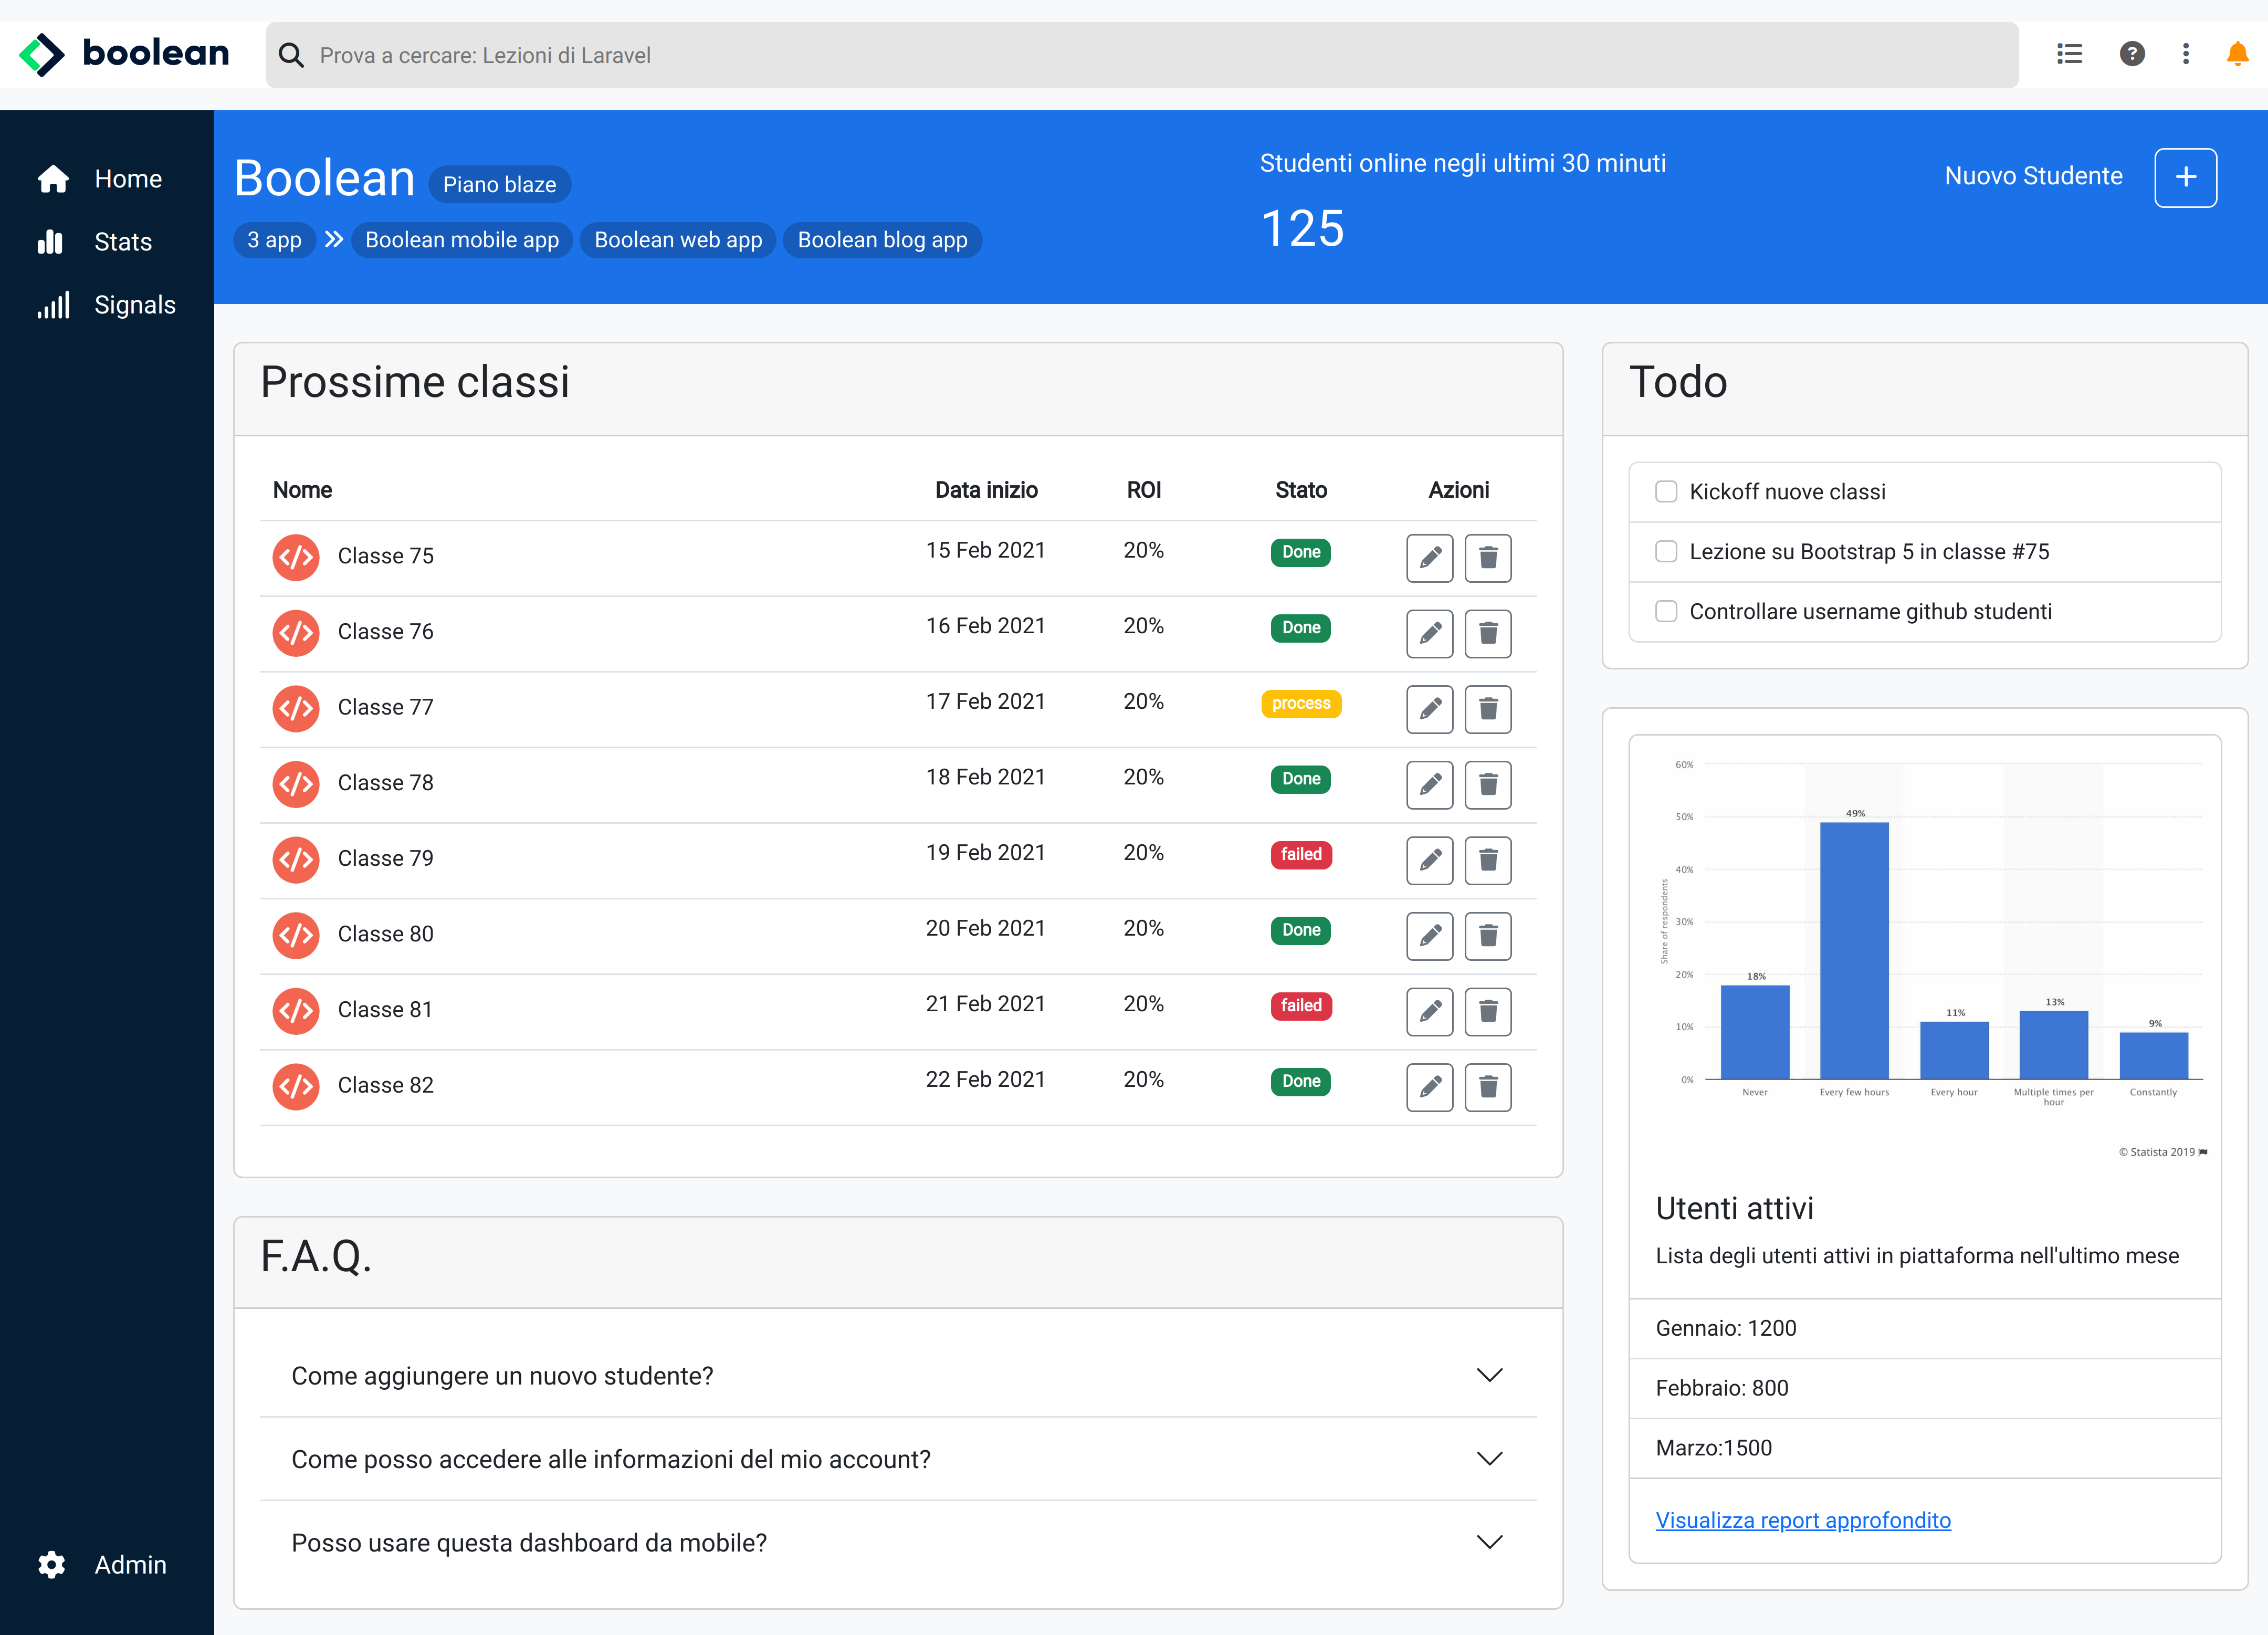 boolean
Prova a cercare: Lezioni di Laravel
Home
Stats
Signals
Admin
Boolean Piano blaze
3 app Boolean mobile app Boolean web app Boolean blog app
Studenti online negli ultimi 30 minuti
125
Nuovo Studente
Prossime classi
Nome Data inizio ROI Stato Azioni
Classe 75 15 Feb 2021 20% Done
Classe 76 16 Feb 2021 20% Done
Classe 77 17 Feb 2021 20% process
Classe 78 18 Feb 2021 20% Done
Classe 79 19 Feb 2021 20% failed
Classe 80 20 Feb 2021 20% Done
Classe 81 21 Feb 2021 20% failed
Classe 82 22 Feb 2021 20% Done
F.A.Q.
Come aggiungere un nuovo studente?
Come posso accedere alle informazioni del mio account?
Posso usare questa dashboard da mobile?
Todo
Kickoff nuove classi
Lezione su Bootstrap 5 in classe #75
Controllare username github studenti
60%
50%
40%
30%
20%
10%
0%
Share of respondents
18%
49%
11%
13%
9%
Never
Every few hours
Every hour
Multiple times per
hour
Constantly
© Statista 2019
Utenti attivi
Lista degli utenti attivi in piattaforma nell'ultimo mese
Gennaio: 1200
Febbraio: 800
Marzo:1500
Visualizza report approfondito